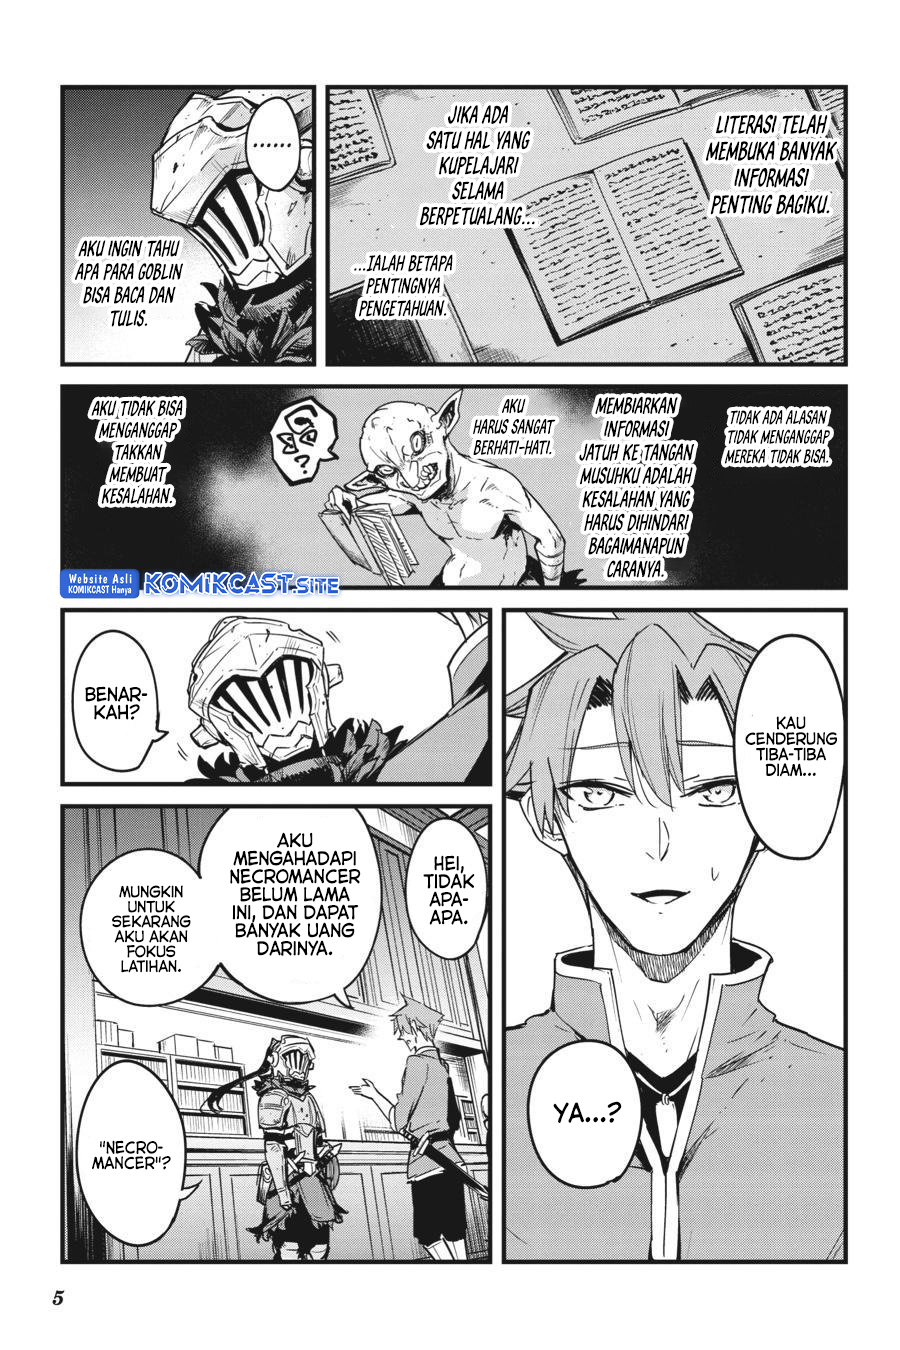 LITERASI TELAH
MEMBUKA BANYAK
INFORMASI
PENTING BAGIKU.
JIKA ADA
SATU HAL YANG
KUPELAJARI
SELAMA
BERPETUALANG...
...IALAH BETAPA
PENTINGNYA
PENGETAHUAN.
......
AKU INGIN TAHU
APA PARA GOBLIN
BISA BACA DAN
TULIS.
TIDAK ADA ALASAN
TIDAK MENGANGGAP
MEREKA TIDAK BISA.
MEMBIARKAN
INFORMASI
JATUH KE TANGAN
MUSUHKU ADALAH
KESALAHAN YANG
HARUS DIHINDARI
BAGAIMANAPUN
CARANYA.
AKU
HARUS SANGAT
BERHATI-HATI.
?
AKU TIDAK BISA
MENGANGGAP
TAKKAN
MEMBUAT
KESALAHAN.
Website Asli
KOMIKCAST Hanya
KOMIKCAST.SITE
KAU
CENDERUNG
TIBA-TIBA
DIAM...
YA...?
BENAR-
KAH?
HEI,
TIDAK
APA-
APA.
AKU
MENGAHADAPI
NECROMANCER
BELUM LAMA
INI, DAN DAPAT
BANYAK UANG
DARINYA.
MUNGKIN
UNTUK
SEKARANG
AKU AKAN
FOKUS
LATIHAN.
"NECRO-
MANCER"?
5